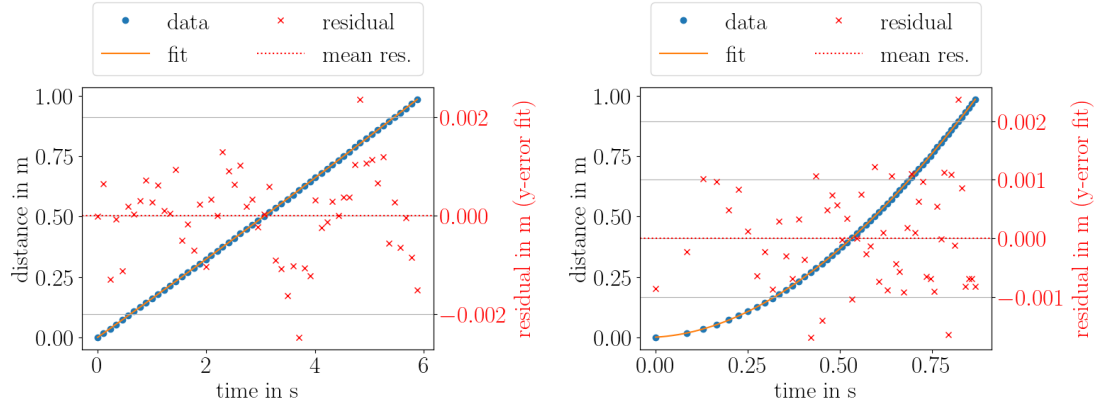 data
residual
fit
mean res.
1.00
0.75
0.50
0.25
0.00
distance in m
0
2
4
6
time in s
0.002
0.000
−0.002
residual in m (y-error fit)
data
residual
fit
mean res.
1.00
0.75
0.50
0.25
0.00
distance in m
0.00
0.25
0.50
0.75
time in s
0.002
0.001
0.000
−0.001
residual in m (y-error fit)